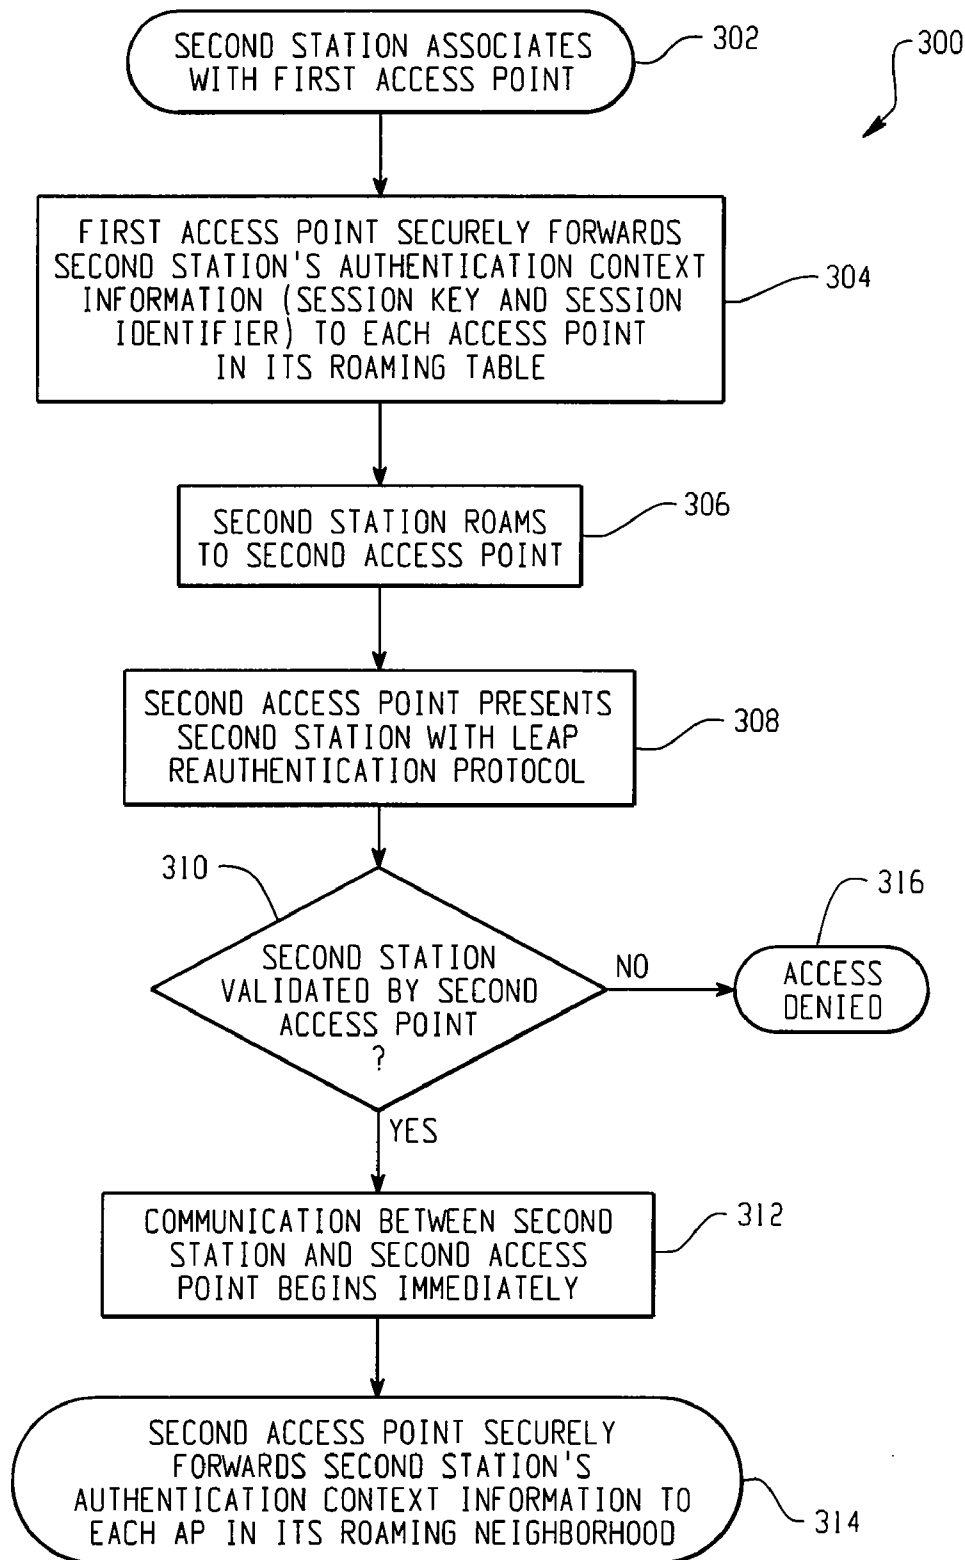 SECOND STATION ASSOCIATES
WITH FIRST ACCESS POINT
302
300
FIRST ACCESS POINT SECURELY FORWARDS
SECOND STATION'S AUTHENTICATION CONTEXT
INFORMATION (SESSION KEY AND SESSION
IDENTIFIER) TO EACH ACCESS POINT
IN ITS ROAMING TABLE
304
SECOND STATION ROAMS
TO SECOND ACCESS POINT
306
SECOND ACCESS POINT PRESENTS
SECOND STATION WITH LEAP
REAUTHENTICATION PROTOCOL
308
310
SECOND STATION
VALIDATED BY SECOND
ACCESS POINT
?
NO
316
ACCESS
DENIED
YES
COMMUNICATION BETWEEN SECOND
STATION AND SECOND ACCESS
POINT BEGINS IMMEDIATELY
312
SECOND ACCESS POINT SECURELY
FORWARDS SECOND STATION'S
AUTHENTICATION CONTEXT INFORMATION TO
EACH AP IN ITS ROAMING NEIGHBORHOOD
314